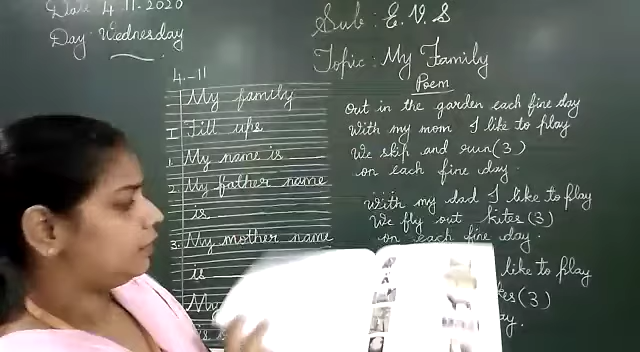 Date 4.11.2020
Day: Wednesday
Sub: E.V.S
Topic: My Family
4-11
My family
I Fill ups
1. My name is
2. My father name
is
3. My mother name
is
My
is
Poem
out in the garden each fine day
With my mom I like to play
We skip and run (3)
on each fine day.
With my dad I like to play
We fly out kites (3)
on each fine day.
like to play
(3)